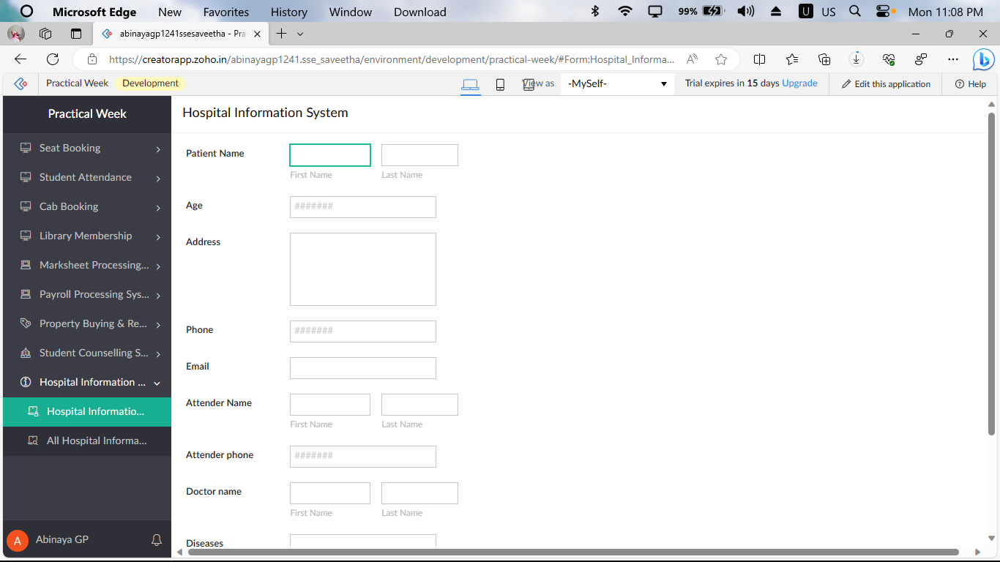 Microsoft Edge New Favorites History Window Download 99% U US Mon 11:08 PM
abinayagp1241ssesaveetha - Pra
https://creatorapp.zoho.in/abinayagp1241.sse_saveetha/environment/development/practical-week/#Form:Hospital_Informa...
Practical Week Development View as -MySelf- Trial expires in 15 days Upgrade Edit this application Help
Practical Week
Seat Booking
Student Attendance
Cab Booking
Library Membership
Marksheet Processing...
Payroll Processing Sys...
Property Buying & Re...
Student Counselling S...
Hospital Information ...
Hospital Informatio...
All Hospital Informa...
A Abinaya GP
Hospital Information System
Patient Name
First Name Last Name
Age #######
Address
Phone #######
Email
Attender Name
First Name Last Name
Attender phone #######
Doctor name
First Name Last Name
Diseases